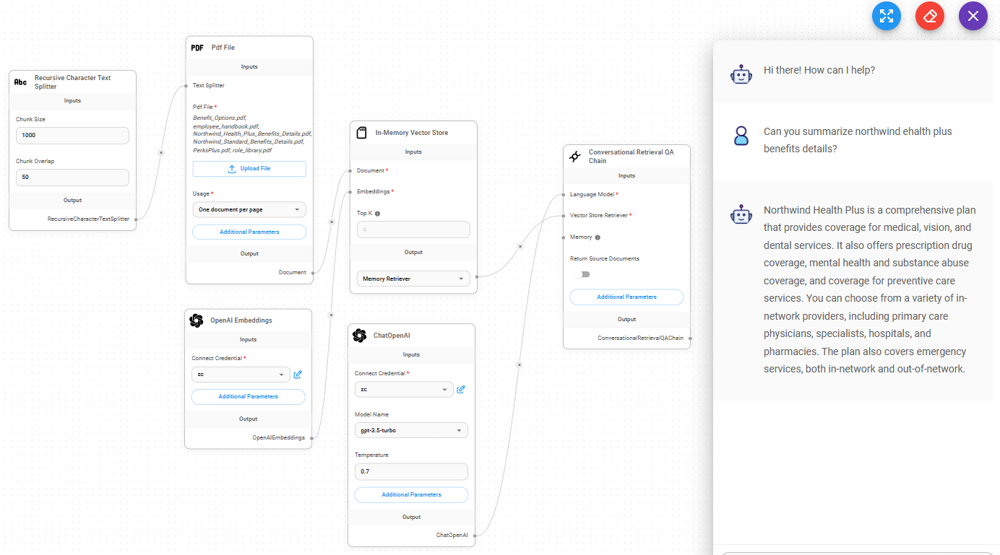 Abc
Recursive Character Text
Splitter
Inputs
Chunk Size
1000
Chunk Overlap
50
Output
RecursiveCharacterTextSplitter
PDF
Pdf File
Inputs
Text Splitter
Pdf File *
Benefit_Options.pdf,
employee_handbook.pdf,
Northwind_Health_Plus_Benefits_Details.pdf,
Northwind_Standard_Benefits_Details.pdf,
PerksPlus.pdf, role_library.pdf
Upload File
Usage *
One document per page
Additional Parameters
Output
Document
OpenAI Embeddings
Inputs
Connect Credential *
zc
Additional Parameters
Output
OpenAIEmbeddings
In-Memory Vector Store
Inputs
Document *
Embeddings *
Top K
4
Output
Memory Retriever
ChatOpenAI
Inputs
Connect Credential *
zc
Model Name
gpt-3.5-turbo
Temperature
0.7
Additional Parameters
Output
ChatOpenAI
Conversational Retrieval QA
Chain
Inputs
Language Model *
Vector Store Retriever *
Memory
Return Source Documents
Additional Parameters
Output
ConversationalRetrievalQAChain
Hi there! How can I help?
Can you summarize northwind ehalth plus
benefits details?
Northwind Health Plus is a comprehensive plan
that provides coverage for medical, vision, and
dental services. It also offers prescription drug
coverage, mental health and substance abuse
coverage, and coverage for preventive care
services. You can choose from a variety of in-
network providers, including primary care
physicians, specialists, hospitals, and
pharmacies. The plan also covers emergency
services, both in-network and out-of-network.